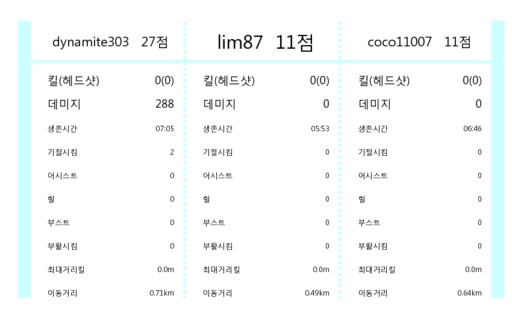 dynamite303 27점 lim87 11점 coco11007 11점
킬(헤드샷) 0(0) 킬(헤드샷) 0(0) 킬(헤드샷) 0(0)
데미지 288 데미지 0 데미지 0
생존시간 07:05 생존시간 05:53 생존시간 06:46
기절시킴 2 기절시킴 0 기절시킴 0
어시스트 0 어시스트 0 어시스트 0
힐 0 힐 0 힐 0
부스트 0 부스트 0 부스트 0
부활시킴 0 부활시킴 0 부활시킴 0
최대거리킬 0.0m 최대거리킬 0.0m 최대거리킬 0.0m
이동거리 0.71km 이동거리 0.49km 이동거리 0.64km